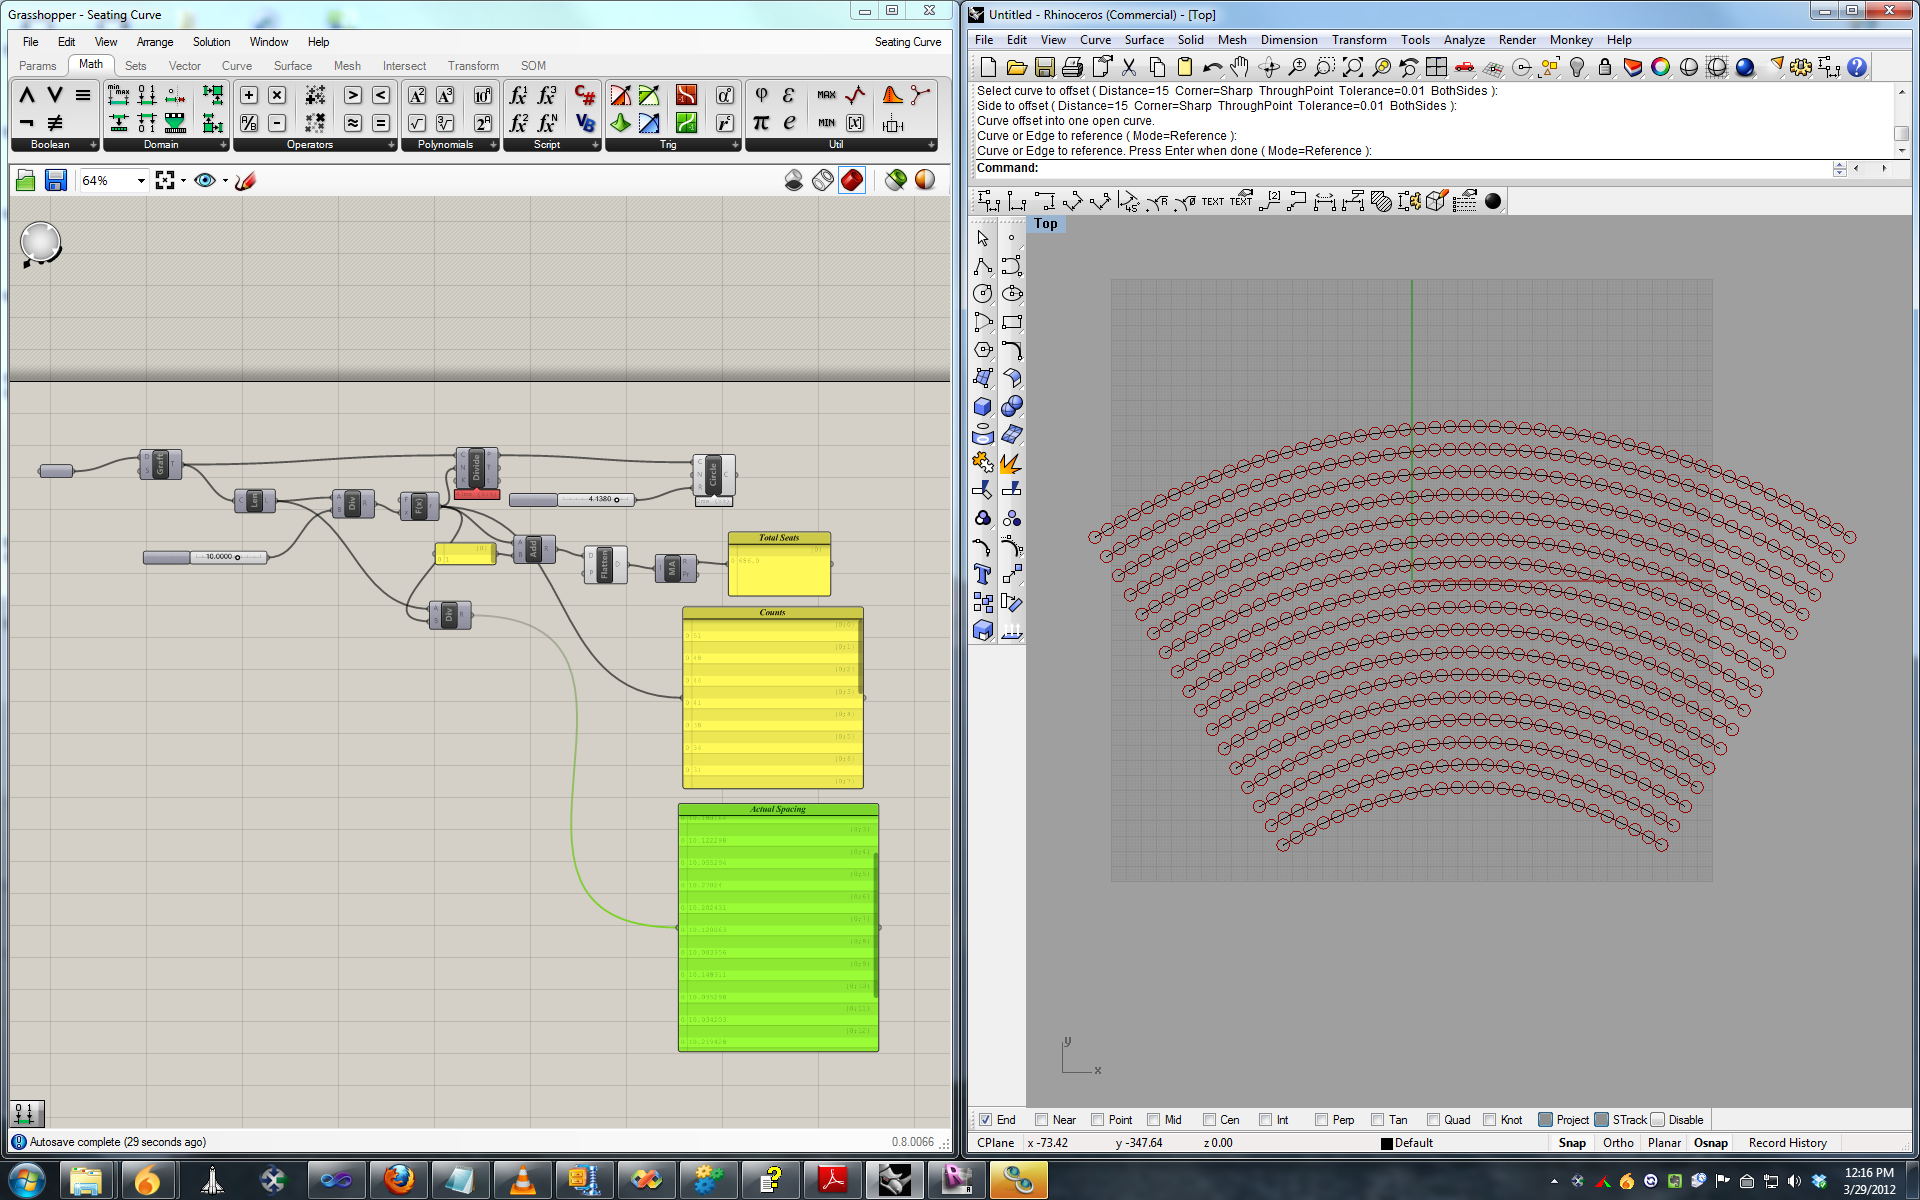 Grasshopper - Seating Curve
File Edit View Arrange Solution Window Help
Seating Curve
Params Math Sets Vector Curve Surface Mesh Intersect Transform SOM
Boolean Domain Operators Polynomials Script Trig Util
64%
Graft
Len
Div
F(x)
Divide
4.1380
Circle
10.0000
Add
Flatten
MA
Div
Total Seats
Counts
Actual Spacing
Autosave complete (29 seconds ago)
0.8.0066
Untitled - Rhinoceros (Commercial) - [Top]
File Edit View Curve Surface Solid Mesh Dimension Transform Tools Analyze Render Monkey Help
Select curve to offset ( Distance=15 Corner=Sharp ThroughPoint Tolerance=0.01 BothSides ):
Side to offset ( Distance=15 Corner=Sharp ThroughPoint Tolerance=0.01 BothSides ):
Curve offset into one open curve.
Curve or Edge to reference ( Mode=Reference ):
Curve or Edge to reference. Press Enter when done ( Mode=Reference ):
Command:
TEXT TEXT
Top
y
x
End Near Point Mid Cen Int Perp Tan Quad Knot Project STrack Disable
CPlane x -73.42 y -347.64 z 0.00 Default Snap Ortho Planar Osnap Record History
12:16 PM
3/29/2012